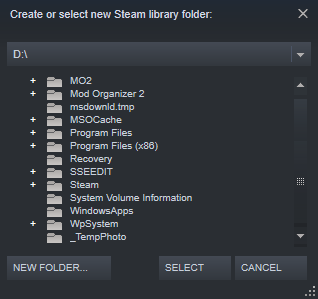 Create or select new Steam library folder:
D:\
MO2
Mod Organizer 2
msdownld.tmp
MSOCache
Program Files
Program Files (x86)
Recovery
SSEEDIT
Steam
System Volume Information
WindowsApps
WpSystem
_TempPhoto
NEW FOLDER... SELECT CANCEL